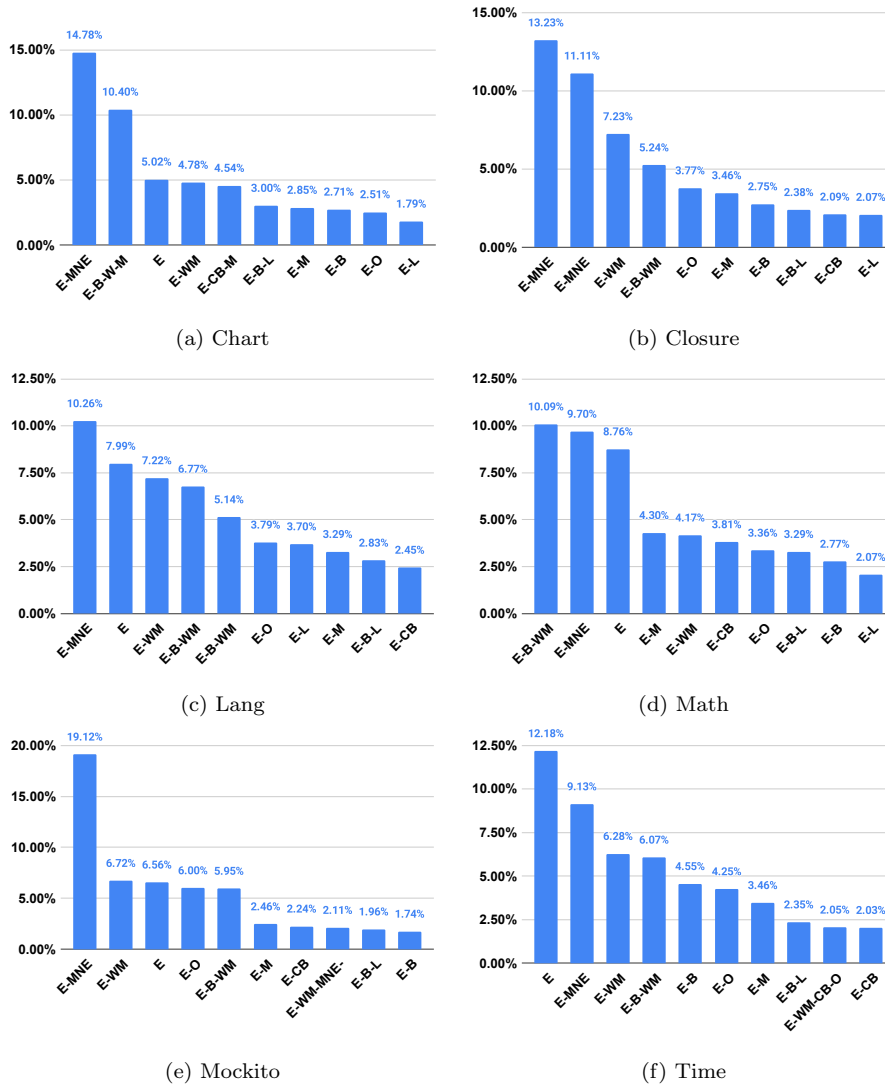 14.78%
15.00%
10.40%
10.00%
5.02%
4.78%
4.54%
5.00%
3.00%
2.85%
2.71%
2.51%
1.79%
0.00%
E-MNE
E-B-W-M
E
E-WM
E-CB-M
E-B-L
E-M
E-B
E-O
E-L
(a) Chart
15.00%
13.23%
11.11%
10.00%
7.23%
5.24%
5.00%
3.77%
3.46%
2.75%
2.38%
2.09%
2.07%
0.00%
E-MNE
E-MNE
E-WM
E-B-WM
E-O
E-M
E-B
E-B-L
E-CB
E-L
(b) Closure
12.50%
10.26%
10.00%
7.99%
7.50%
7.22%
6.77%
5.14%
5.00%
3.79%
3.70%
3.29%
2.83%
2.50%
2.45%
0.00%
E-MNE
E
E-WM
E-B-WM
E-B-WM
E-O
E-L
E-M
E-B-L
E-CB
(c) Lang
12.50%
10.09%
10.00%
9.70%
8.76%
7.50%
5.00%
4.30%
4.17%
3.81%
3.36%
3.29%
2.77%
2.50%
2.07%
0.00%
E-B-WM
E-MNE
E
E-M
E-WM
E-CB
E-O
E-B-L
E-B
E-L
(d) Math
20.00%
19.12%
15.00%
10.00%
6.72%
6.56%
6.00%
5.95%
5.00%
2.46%
2.24%
2.11%
1.96%
1.74%
0.00%
E-MNE
E-WM
E
E-O
E-B-WM
E-M
E-CB
E-WM-MNE-
E-B-L
E-B
(e) Mockito
12.50%
12.18%
10.00%
9.13%
7.50%
6.28%
6.07%
5.00%
4.55%
4.25%
3.46%
2.50%
2.35%
2.05%
2.03%
0.00%
E
E-MNE
E-WM
E-B-WM
E-B
E-O
E-M
E-B-L
E-WM-CB-O
E-CB
(f) Time